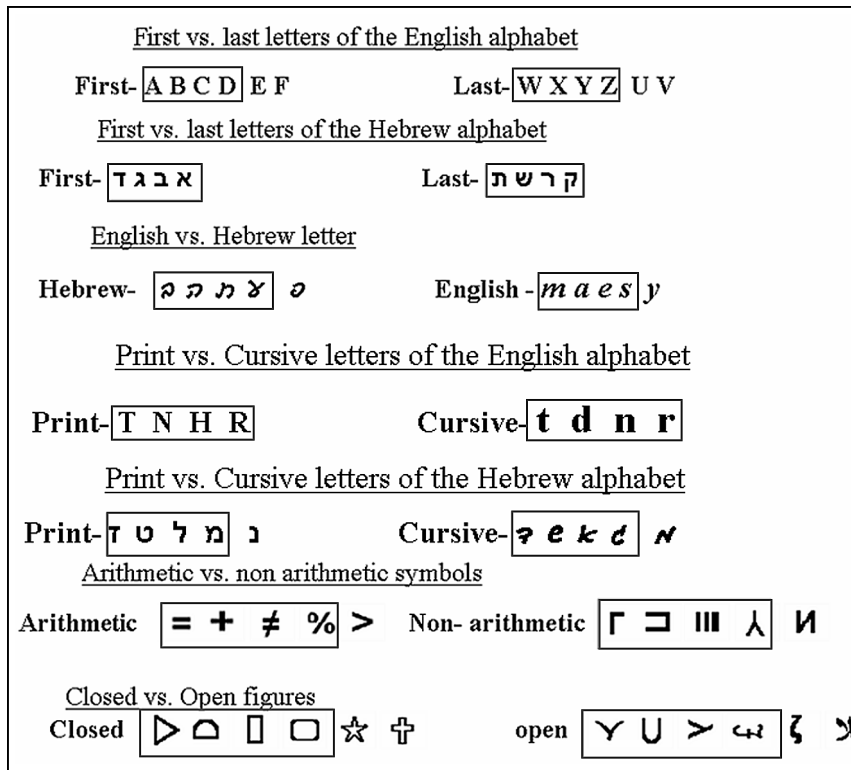 First vs. last letters of the English alphabet
First- A B C D E F Last- W X Y Z U V
First vs. last letters of the Hebrew alphabet
First- א ב ג ד Last- ק ר ש ת
English vs. Hebrew letter
Hebrew- English - m a e s y
Print vs. Cursive letters of the English alphabet
Print- T N H R Cursive- t d n r
Print vs. Cursive letters of the Hebrew alphabet
Print- נ מ ל ט ז Cursive-
Arithmetic vs. non arithmetic symbols
Arithmetic = + ≠ % > Non- arithmetic
Closed vs. Open figures
Closed open